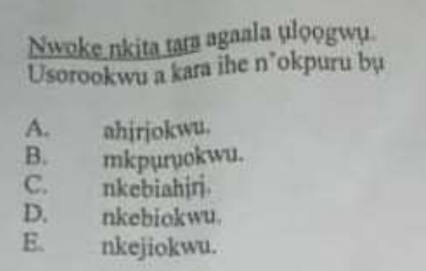 Nwoke nkita tara agaala ụlọọgwụ.
Usorookwu a kara ihe n'okpuru bụ
A. ahịrịokwu.
B. mkpụrụokwu.
C. nkebiahịrị.
D. nkebiokwu.
E. nkejiokwu.